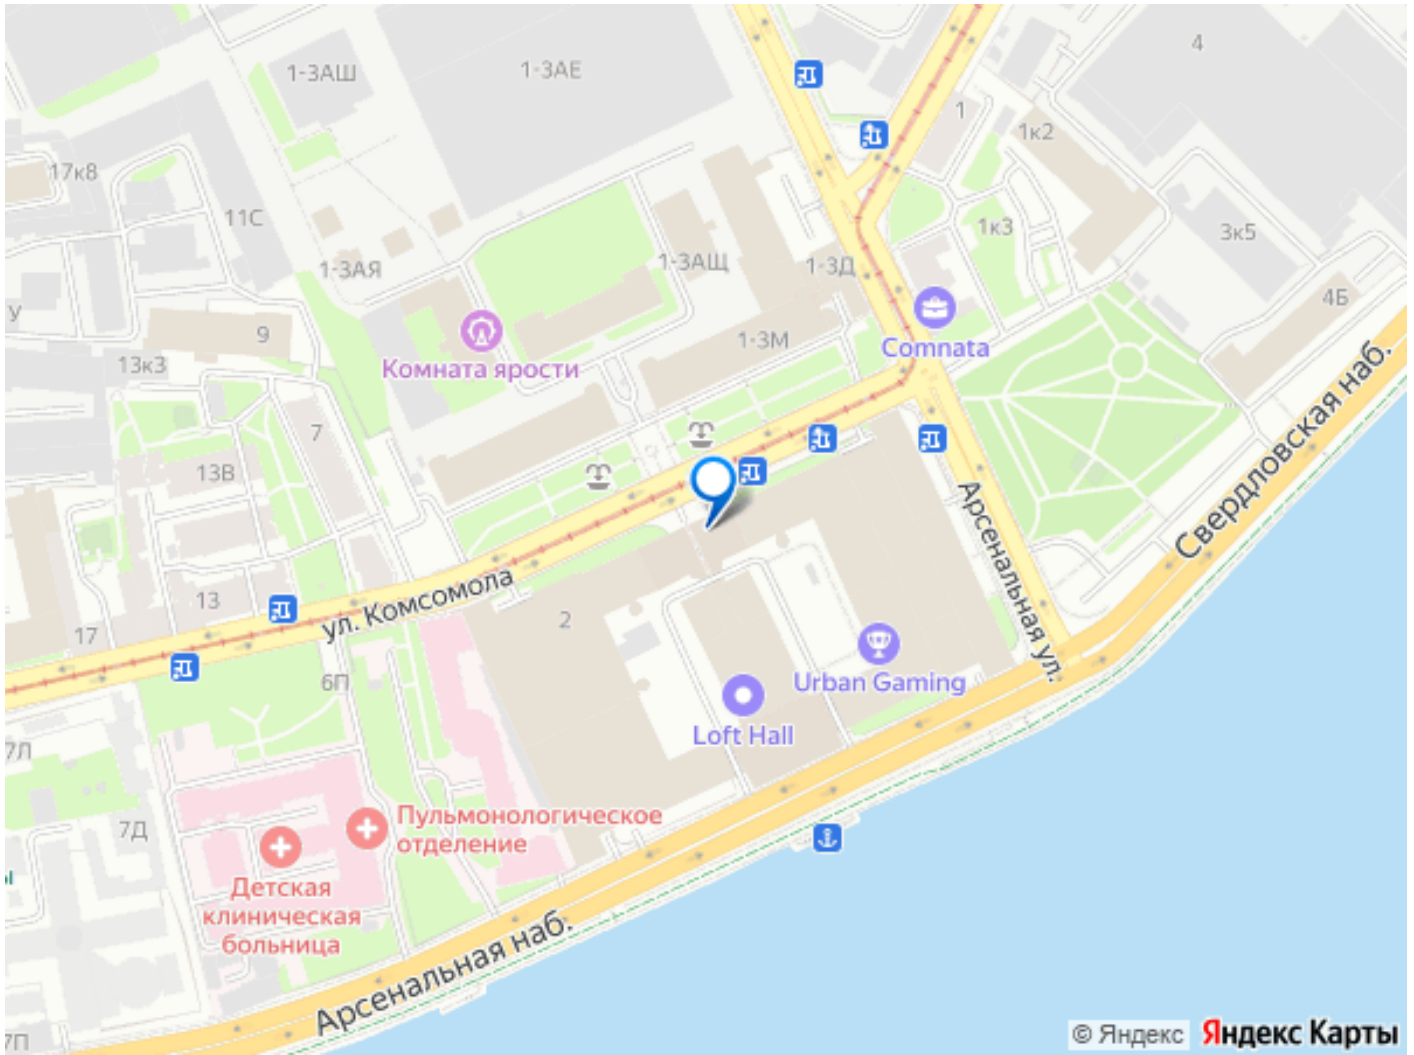 4
1-3АШ
1-3АЕ
1
1к2
17к8
11С
1к3
3к5
1-3АЯ
1-3АЩ
1-3Д
4Б
У
9
13к3
1-3М
Comnata
Комната ярости
7
13В
Свердловская наб.
Арсенальная ул.
ул. Комсомола
13
2
17
6П
Urban Gaming
Loft Hall
7Л
7Д
Пульмонологическое
отделение
ы
Детская
клиническая
больница
Арсенальная наб.
7П
© Яндекс Яндекс Карты